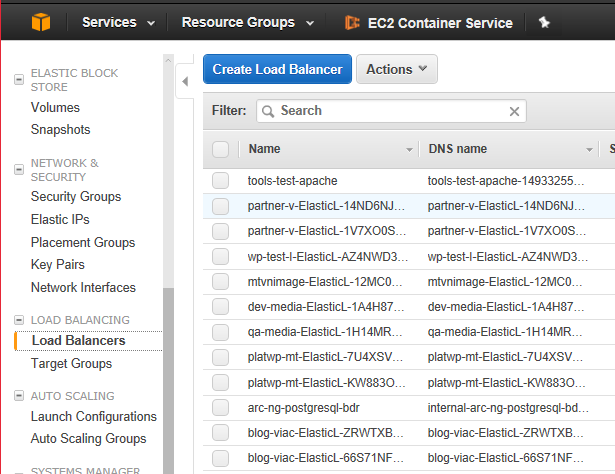 Services
Resource Groups
EC2 Container Service
ELASTIC BLOCK
STORE
Volumes
Snapshots
NETWORK &
SECURITY
Security Groups
Elastic IPs
Placement Groups
Key Pairs
Network Interfaces
LOAD BALANCING
Load Balancers
Target Groups
AUTO SCALING
Launch Configurations
Auto Scaling Groups
SYSTEMS MANAGER
Create Load Balancer Actions
Filter: Search
Name DNS name S
tools-test-apache tools-test-apache-14933255...
partner-v-ElasticL-14ND6NJ... partner-v-ElasticL-14ND6NJ...
partner-v-ElasticL-1V7XO0S... partner-v-ElasticL-1V7XO0S...
wp-test-l-ElasticL-AZ4NWD3... wp-test-l-ElasticL-AZ4NWD3...
mtvnimage-ElasticL-12MC0... mtvnimage-ElasticL-12MC0...
dev-media-ElasticL-1A4H87... dev-media-ElasticL-1A4H87...
qa-media-ElasticL-1H14MR... qa-media-ElasticL-1H14MR...
platwp-mt-ElasticL-7U4XSV... platwp-mt-ElasticL-7U4XSV...
platwp-mt-ElasticL-KW883O... platwp-mt-ElasticL-KW883O...
arc-ng-postgresql-bdr internal-arc-ng-postgresql-bd...
blog-viac-ElasticL-ZRWTXB... blog-viac-ElasticL-ZRWTXB...
blog-viac-ElasticL-66S71NF... blog-viac-ElasticL-66S71NF...